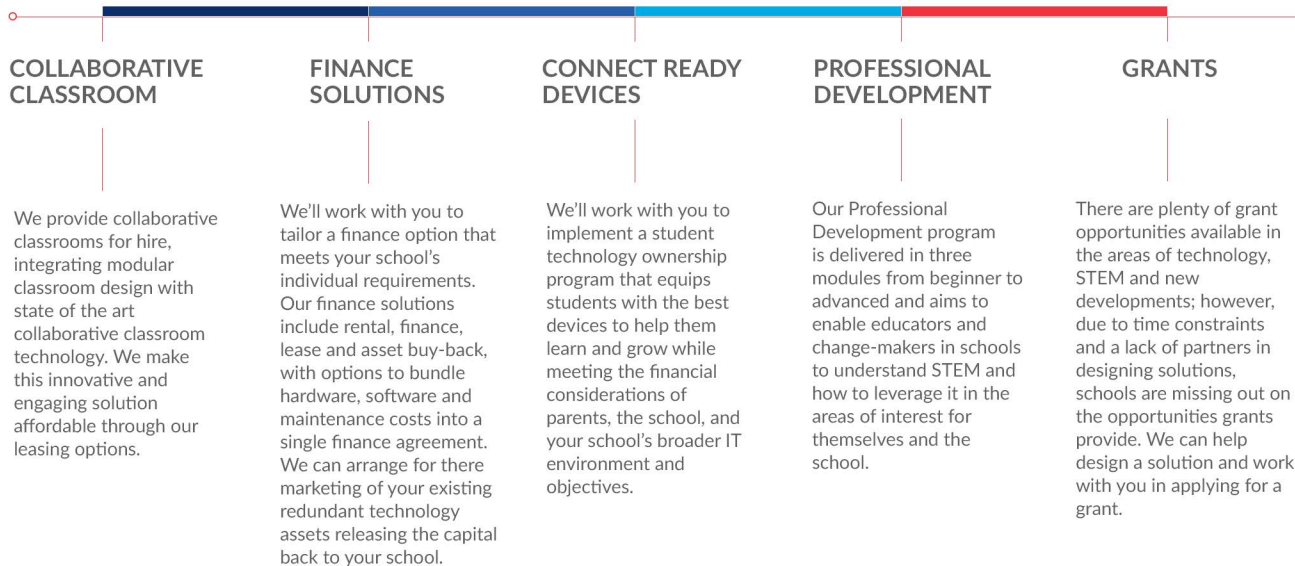 COLLABORATIVE
CLASSROOM
We provide collaborative
classrooms for hire,
integrating modular
classroom design with
state of the art
collaborative classroom
technology. We make
this innovative and
engaging solution
affordable through our
leasing options.
FINANCE
SOLUTIONS
We’ll work with you to
tailor a finance option that
meets your school’s
individual requirements.
Our finance solutions
include rental, finance,
lease and asset buy-back,
with options to bundle
hardware, software and
maintenance costs into a
single finance agreement.
We can arrange for there
marketing of your existing
redundant technology
assets releasing the capital
back to your school.
CONNECT READY
DEVICES
We’ll work with you to
implement a student
technology ownership
program that equips
students with the best
devices to help them
learn and grow while
meeting the financial
considerations of
parents, the school, and
your school’s broader IT
environment and
objectives.
PROFESSIONAL
DEVELOPMENT
Our Professional
Development program
is delivered in three
modules from beginner to
advanced and aims to
enable educators and
change-makers in schools
to understand STEM and
how to leverage it in the
areas of interest for
themselves and the
school.
GRANTS
There are plenty of grant
opportunities available in
the areas of technology,
STEM and new
developments; however,
due to time constraints
and a lack of partners in
designing solutions,
schools are missing out on
the opportunities grants
provide. We can help
design a solution and work
with you in applying for a
grant.